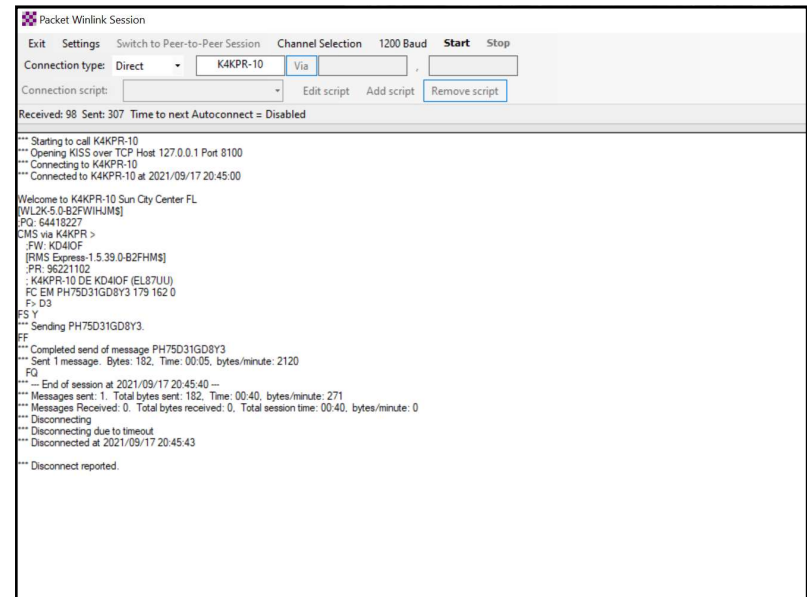 Packet Winlink Session
Exit Settings Switch to Peer-to-Peer Session Channel Selection 1200 Baud Start Stop
Connection type: Direct K4KPR-10 Via ,
Connection script: Edit script Add script Remove script
Received: 98 Sent: 307 Time to next Autoconnect = Disabled
*** Starting to call K4KPR-10
*** Opening KISS over TCP Host 127.0.0.1 Port 8100
*** Connecting to K4KPR-10
*** Connected to K4KPR-10 at 2021/09/17 20:45:00
Welcome to K4KPR-10 Sun City Center FL
[WL2K-5.0-B2FWIHJM$]
;PQ: 64418227
CMS via K4KPR >
;FW: KD4IOF
[RMS Express-1.5.39.0-B2FHM$]
;PR: 96221102
; K4KPR-10 DE KD4IOF (EL87UU)
FC EM PH75D31GD8Y3 179 162 0
F> D3
FS Y
*** Sending PH75D31GD8Y3.
FF
*** Completed send of message PH75D31GD8Y3
*** Sent 1 message. Bytes: 182, Time: 00:05, bytes/minute: 2120
FQ
*** --- End of session at 2021/09/17 20:45:40 ---
*** Messages sent: 1. Total bytes sent: 182, Time: 00:40, bytes/minute: 271
*** Messages Received: 0. Total bytes received: 0, Total session time: 00:40, bytes/minute: 0
*** Disconnecting
*** Disconnecting due to timeout
*** Disconnected at 2021/09/17 20:45:43
*** Disconnect reported.